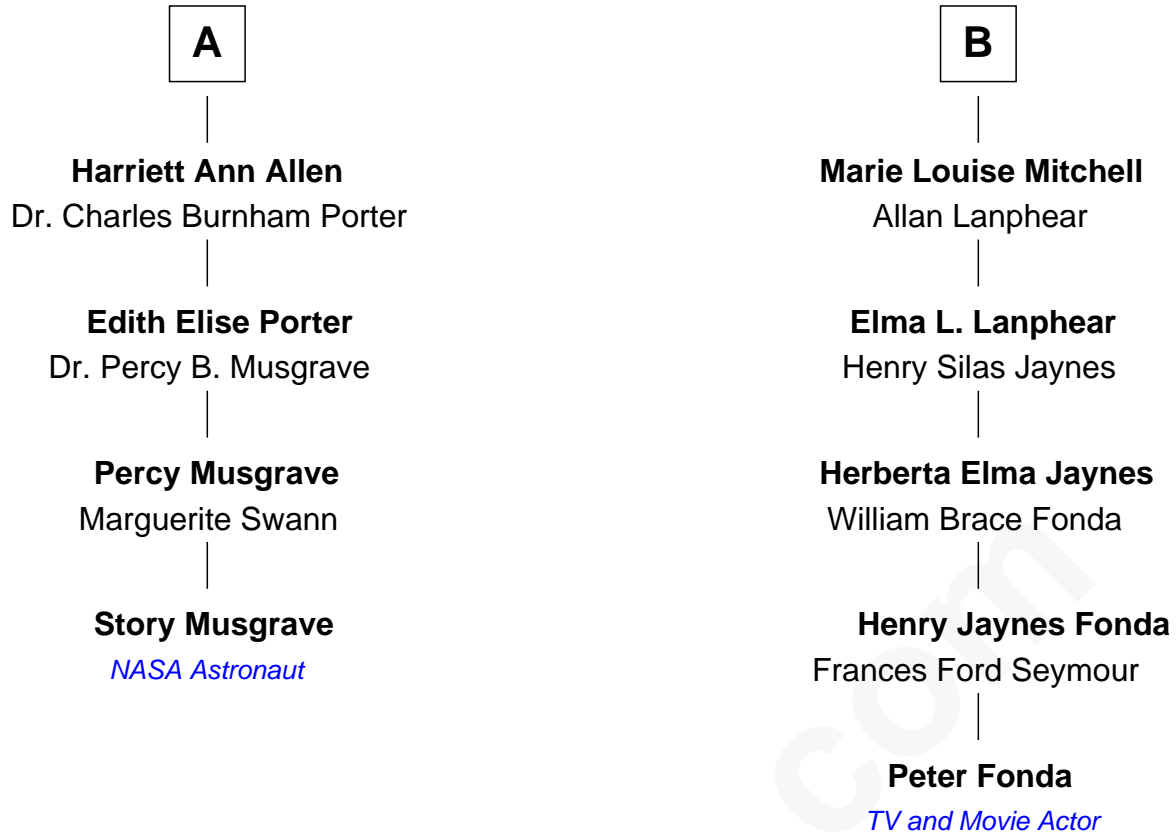 A
Harriett Ann Allen
Dr. Charles Burnham Porter
Edith Elise Porter
Dr. Percy B. Musgrave
Percy Musgrave
Marguerite Swann
Story Musgrave
NASA Astronaut
B
Marie Louise Mitchell
Allan Lanphear
Elma L. Lanphear
Henry Silas Jaynes
Herberta Elma Jaynes
William Brace Fonda
Henry Jaynes Fonda
Frances Ford Seymour
Peter Fonda
TV and Movie Actor
com